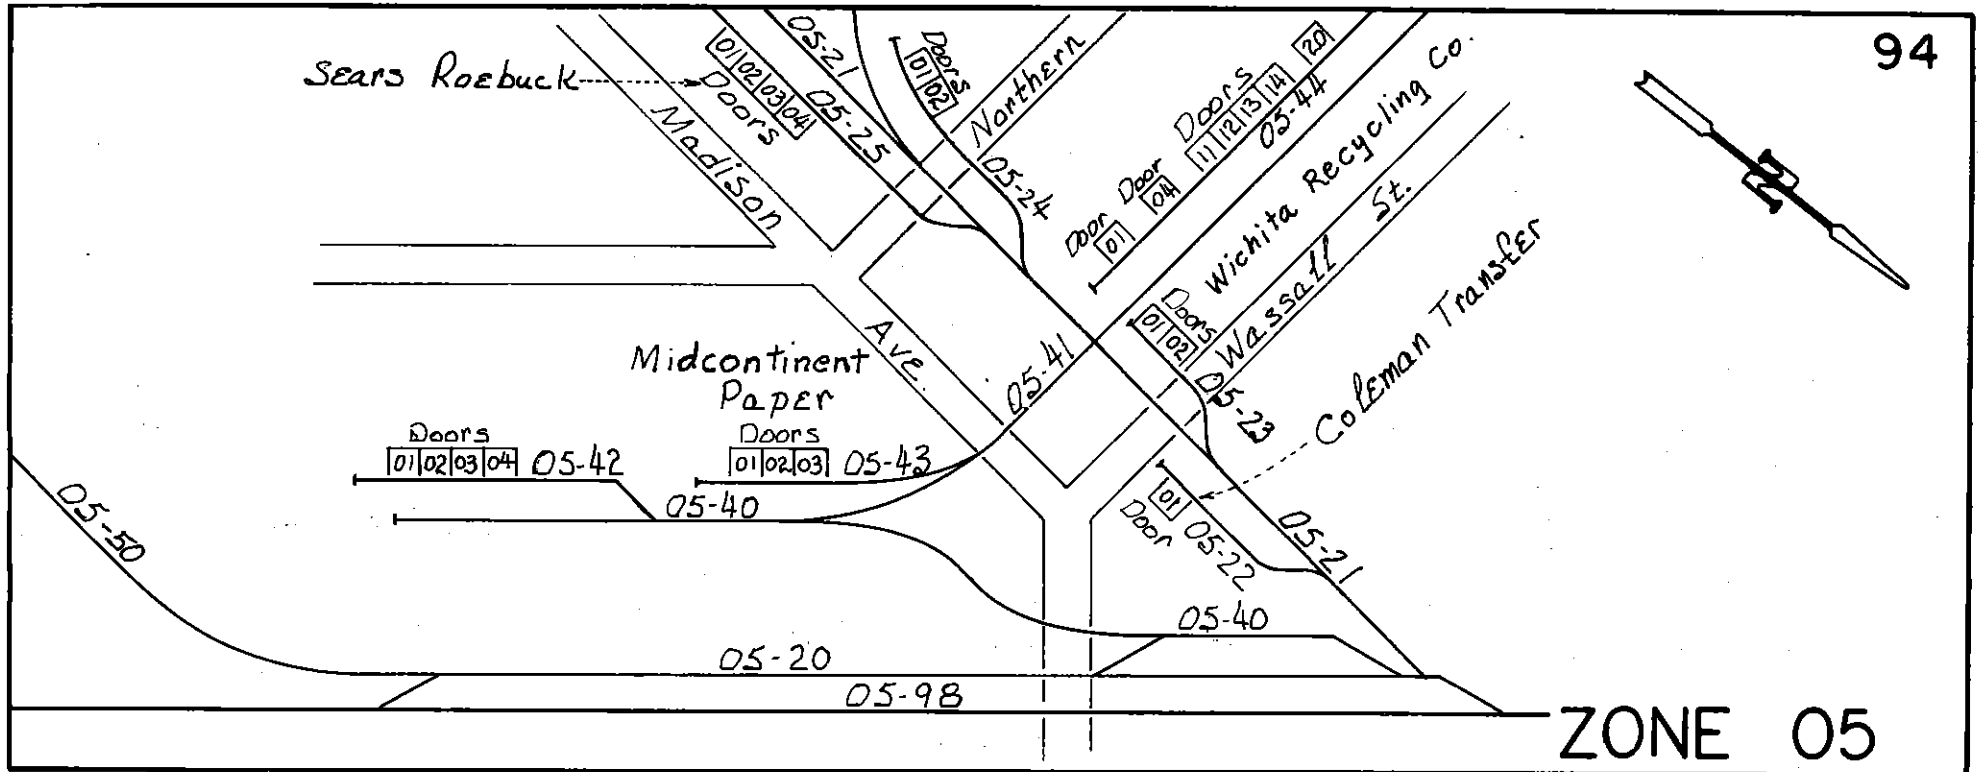 94
Sears Roebuck
01 02 03 04
Doors
05-21
05-25
Doors
01 02
Northern
05-24
Madison
Ave.
Doors
11 12 13 14 20
05-44
Door
04
Door
01
Wichita Recycling Co.
Wassall St.
Doors
01 02
05-23
Coleman Transfer
N
05-41
Midcontinent
Paper
Doors
01 02 03 04 05-42
Doors
01 02 03 05-43
05-40
01
Door
05-22
05-21
05-50
05-40
05-20
05-98
ZONE 05